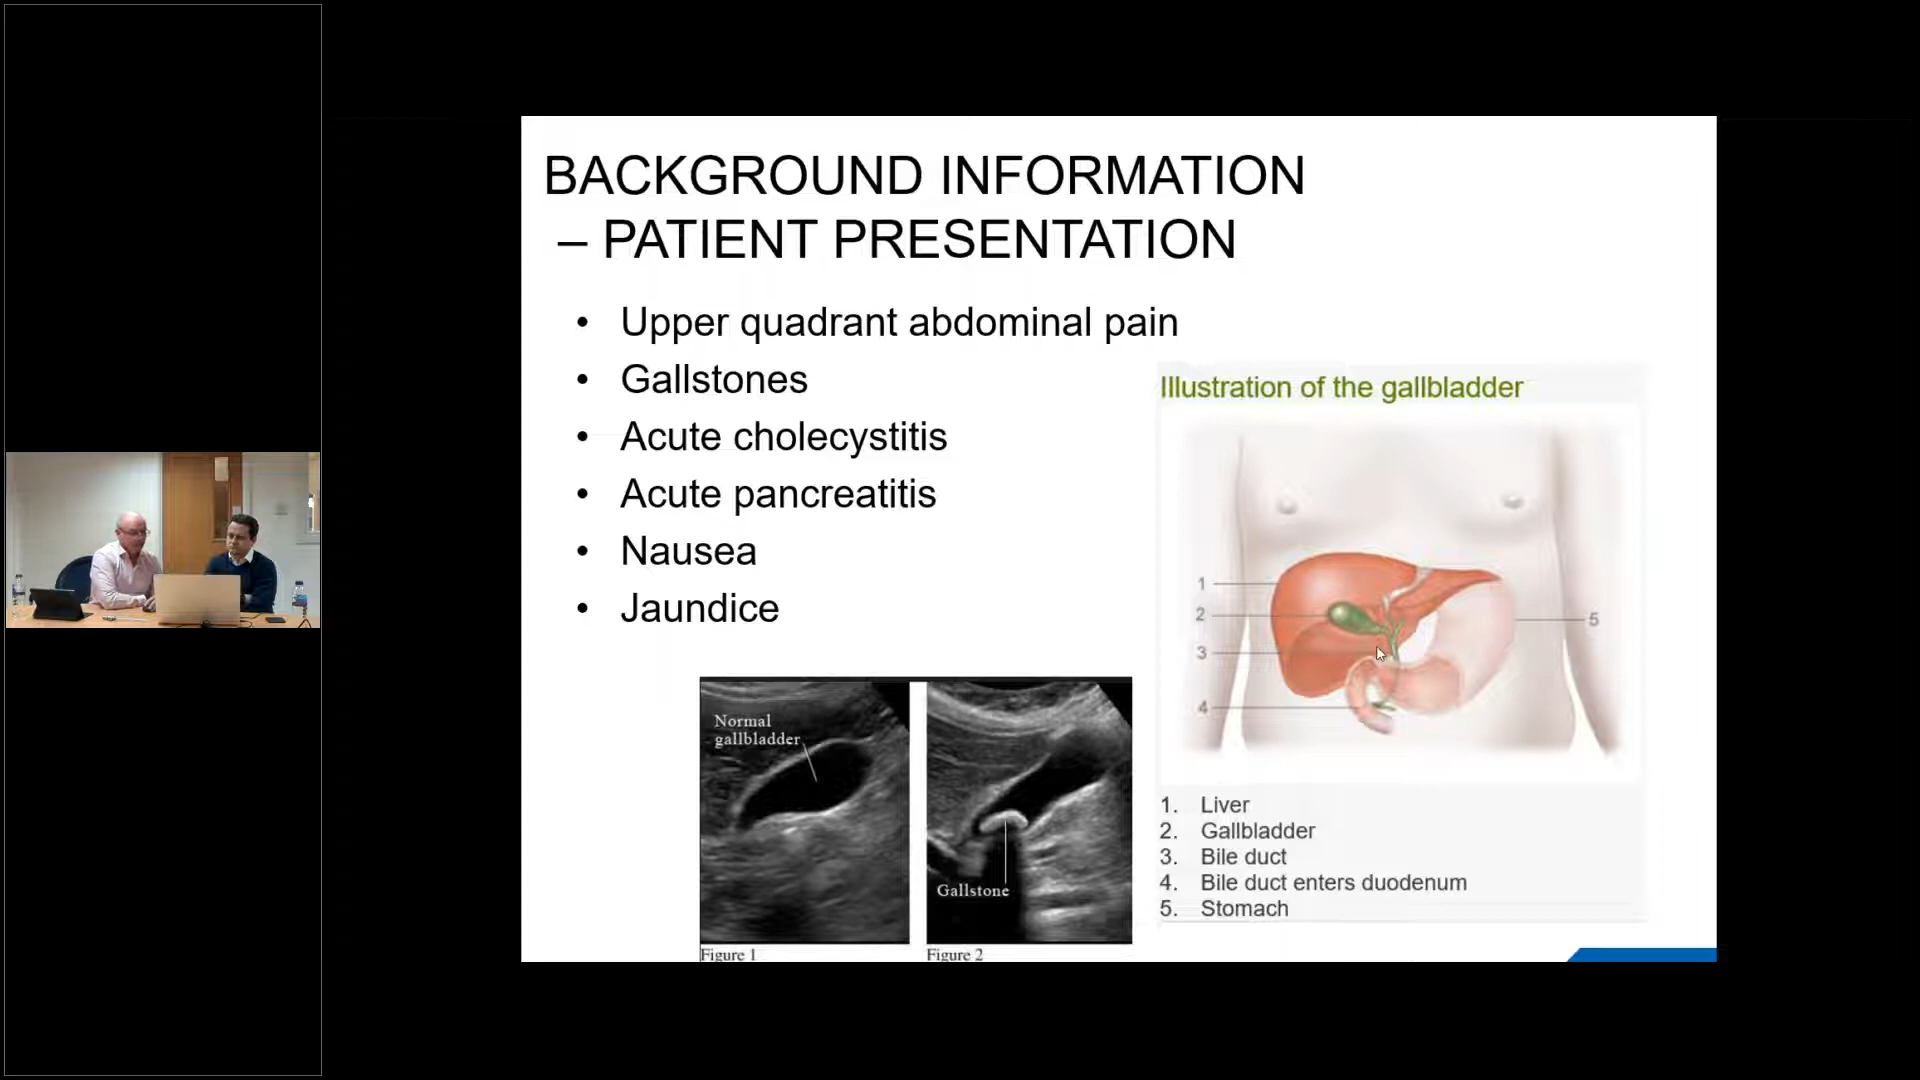 BACKGROUND INFORMATION
– PATIENT PRESENTATION
• Upper quadrant abdominal pain
• Gallstones
• Acute cholecystitis
• Acute pancreatitis
• Nausea
• Jaundice
Illustration of the gallbladder
1
2
3
4
5
1. Liver
2. Gallbladder
3. Bile duct
4. Bile duct enters duodenum
5. Stomach
Normal
gallbladder
Gallstone
Figure 1
Figure 2